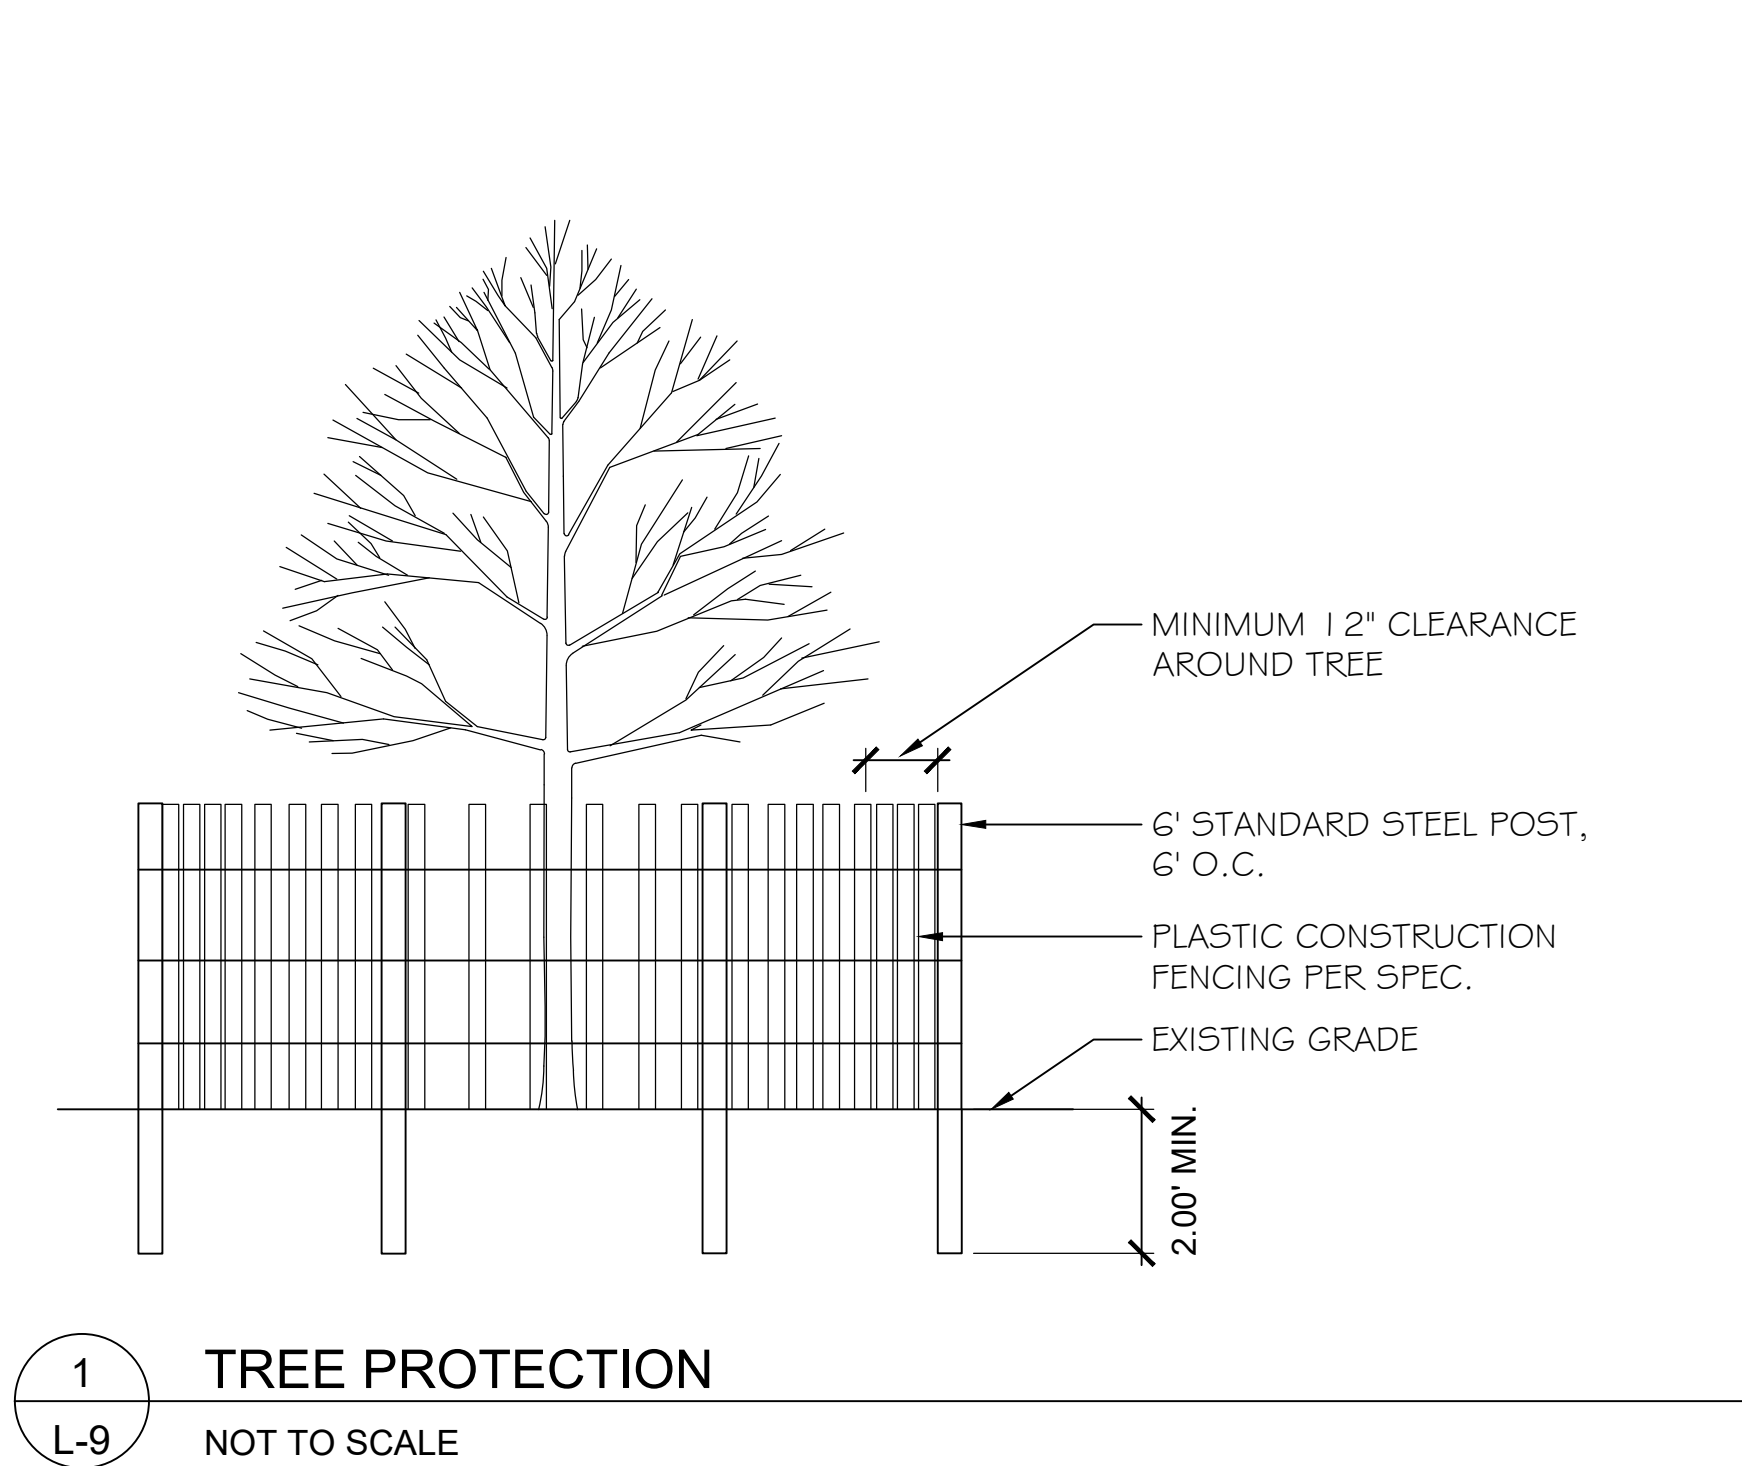 MINIMUM 12" CLEARANCE
AROUND TREE
6' STANDARD STEEL POST,
6' O.C.
PLASTIC CONSTRUCTION
FENCING PER SPEC.
EXISTING GRADE
2.00' MIN.
1
TREE PROTECTION
L-9
NOT TO SCALE